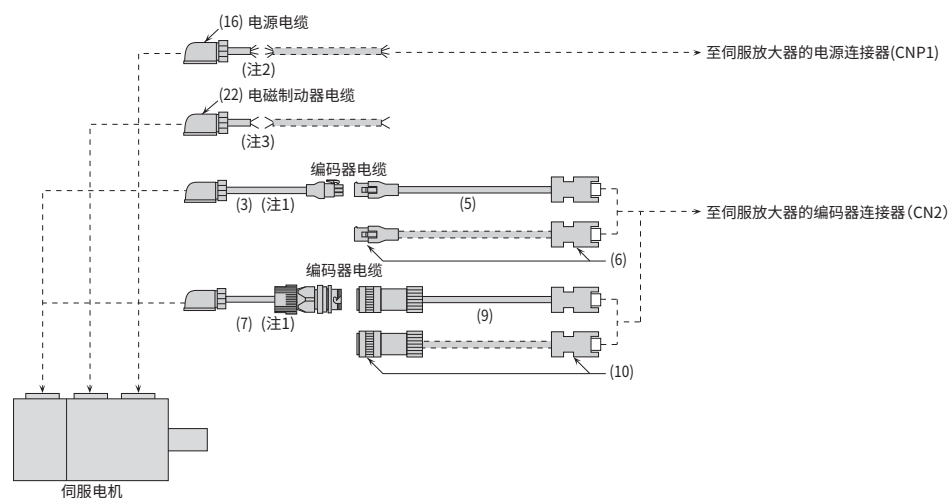 (16) 电源电缆
(注2)
至伺服放大器的电源连接器(CNP1)
(22) 电磁制动器电缆
(注3)
编码器电缆
(3) (注1)
(5)
至伺服放大器的编码器连接器(CN2)
(6)
编码器电缆
(7) (注1)
(9)
(10)
伺服电机